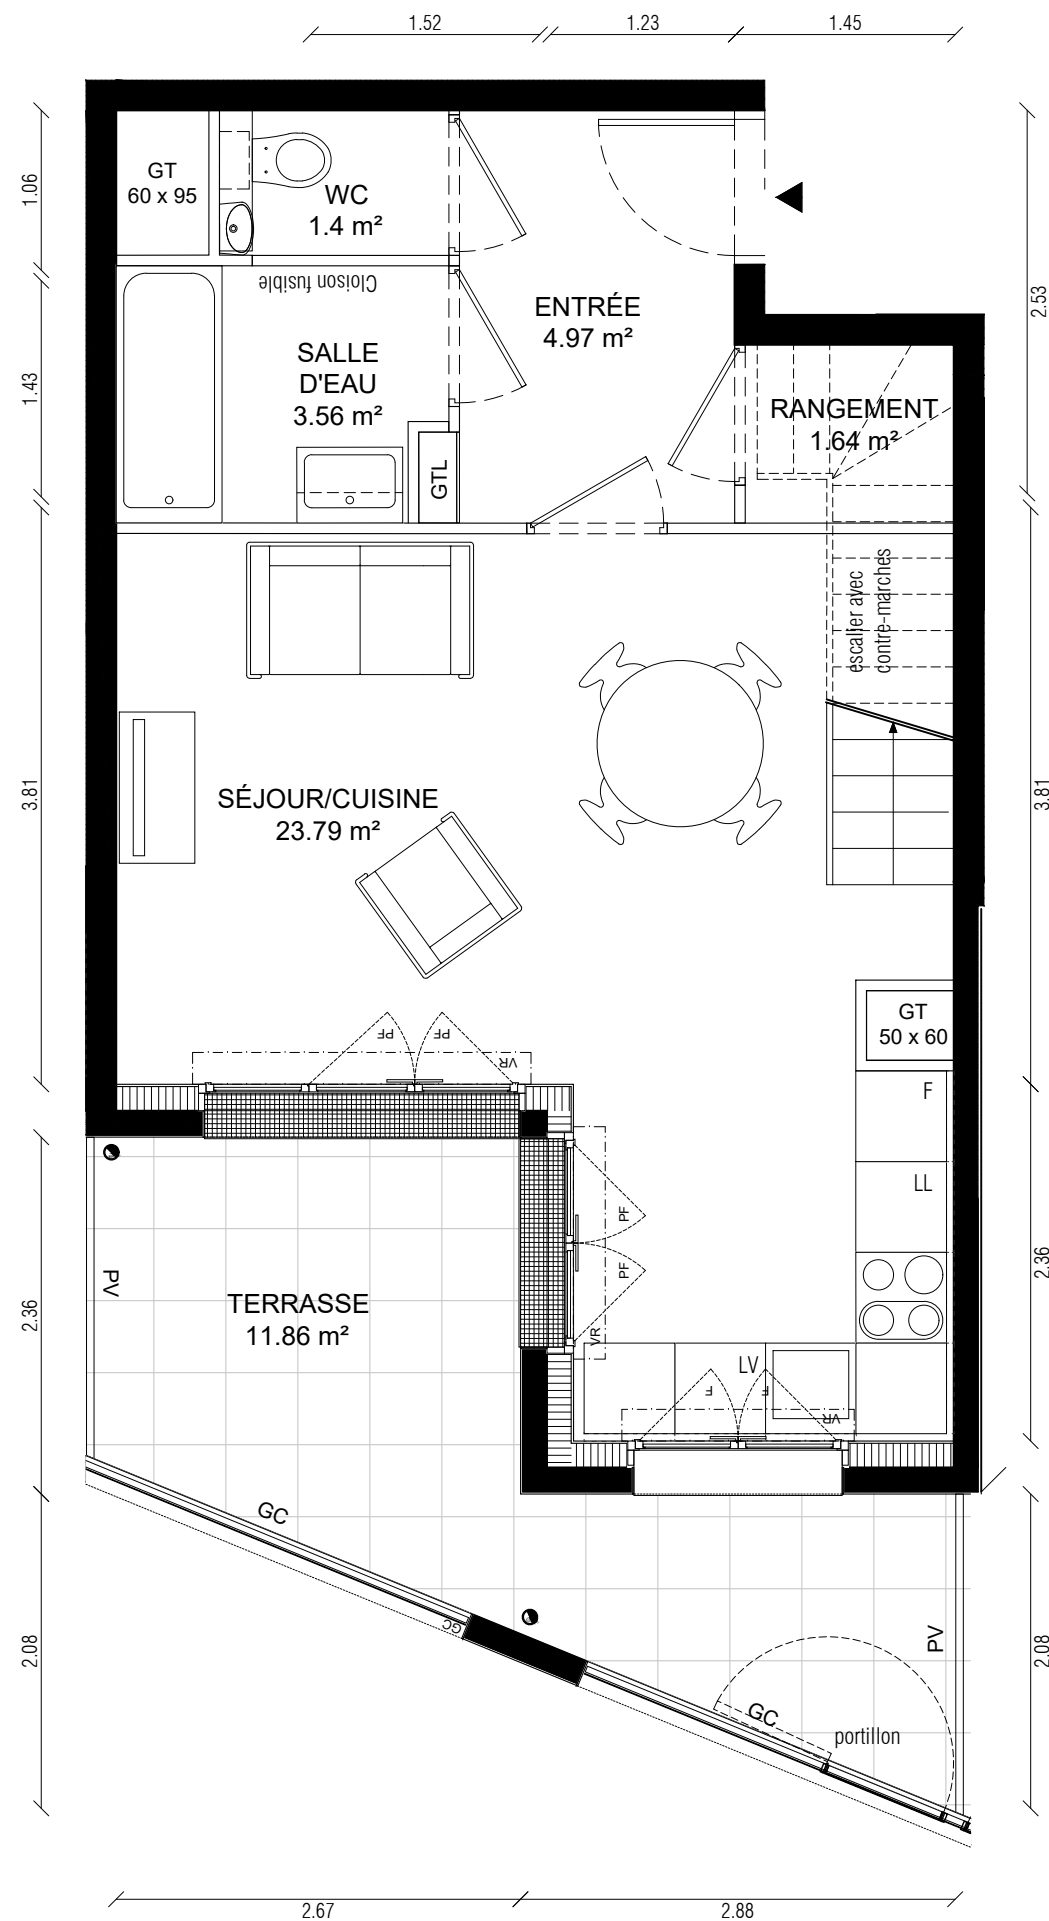 1.52
1.23
1.45
1.06
GT
60 x 95
WC
1.4 m²
Cloison fusible
ENTRÉE
4.97 m²
2.53
1.43
SALLE
D'EAU
3.56 m²
RANGEMENT
1.64 m²
GTL
escalier avec
contre-marches
3.81
3.81
SÉJOUR/CUISINE
23.79 m²
GT
50 x 60
PF
PF
VR
F
LL
PF
PF
VR
2.36
2.36
PV
TERRASSE
11.86 m²
LV
F
F
VR
GC
GC
2.08
2.08
PV
GC
portillon
2.67
2.88